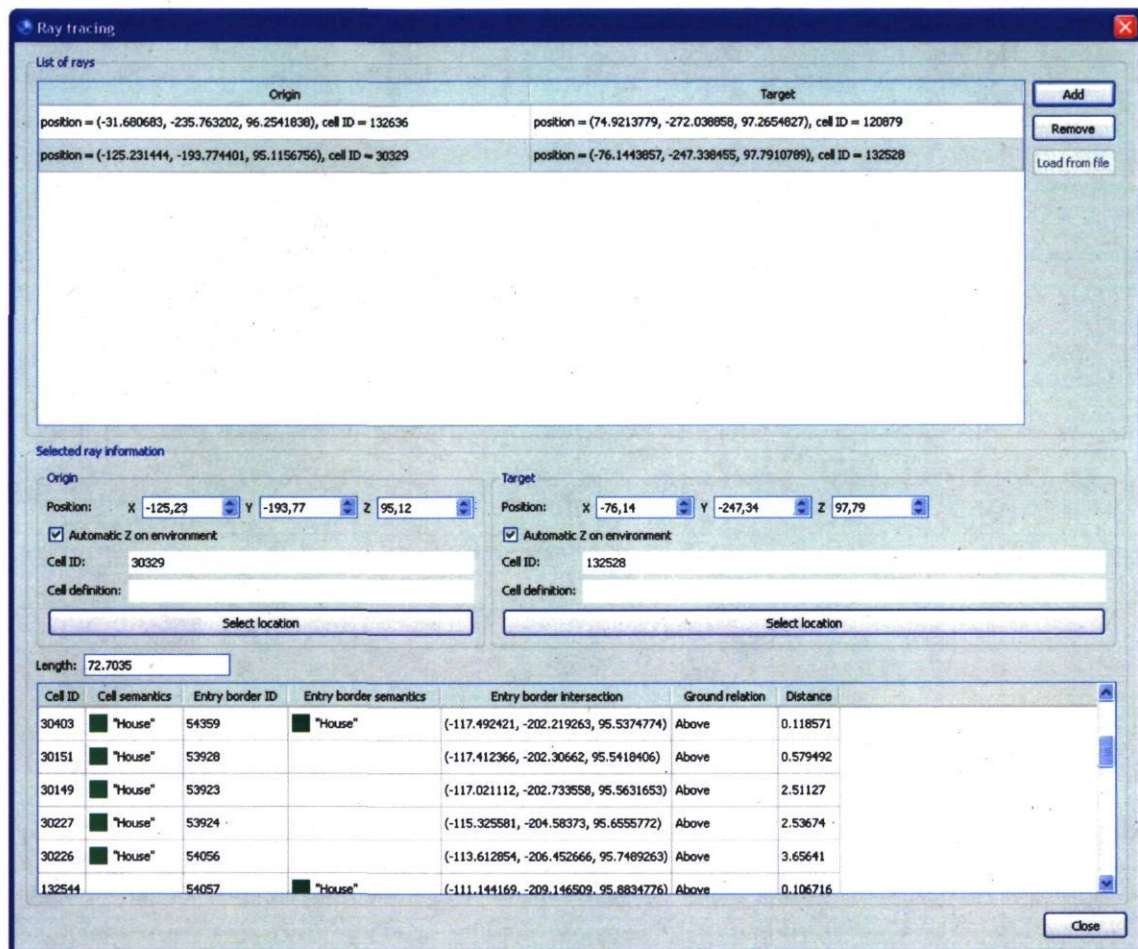 Ray tracing
List of rays
Origin Target
position = (-31.680683, -235.763202, 96.2541838), cell ID = 132636 position = (74.9213779, -272.038858, 97.2654827), cell ID = 120879
position = (-125.231444, -193.774401, 95.1156756), cell ID = 30329 position = (-76.1443857, -247.338455, 97.7910789), cell ID = 132528
Add
Remove
Load from file
Selected ray information
Origin
Position: X -125,23 Y -193,77 Z 95,12
Automatic Z on environment
Cell ID: 30329
Cell definition:
Select location
Target
Position: X -76,14 Y -247,34 Z 97,79
Automatic Z on environment
Cell ID: 132528
Cell definition:
Select location
Length: 72.7035
Cell ID Cell semantics Entry border ID Entry border semantics Entry border intersection Ground relation Distance
30403 "House" 54359 "House" (-117.492421, -202.219263, 95.5374774) Above 0.118571
30151 "House" 53928 (-117.412366, -202.30662, 95.5418406) Above 0.579492
30149 "House" 53923 (-117.021112, -202.733558, 95.5631653) Above 2.51127
30227 "House" 53924 (-115.325581, -204.58373, 95.6555772) Above 2.53674
30226 "House" 54056 (-113.612854, -206.452666, 95.7489263) Above 3.65641
132544 54057 "House" (-111.144169, -209.146509, 95.8834776) Above 0.106716
Close